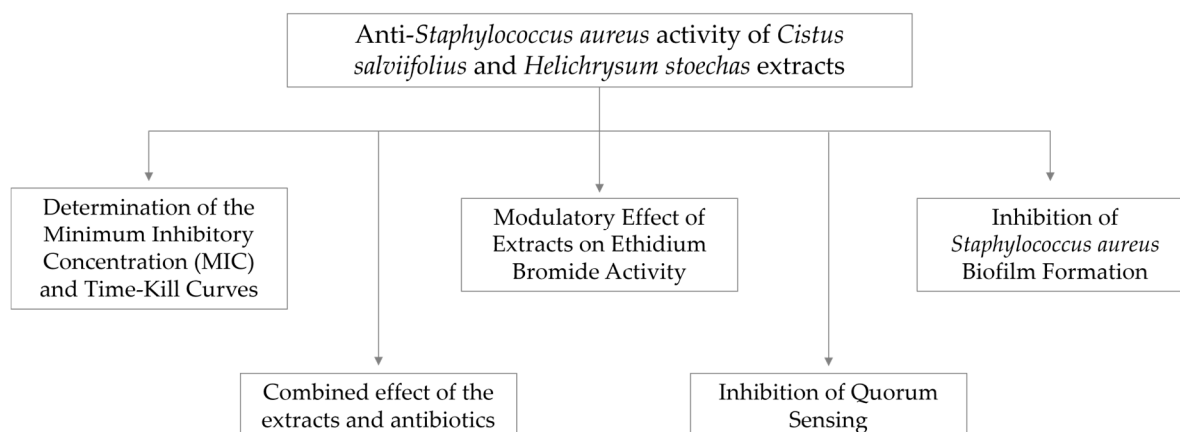 Anti-Staphylococcus aureus activity of Cistus
salviifolius and Helichrysum stoechas extracts
Determination of the
Minimum Inhibitory
Concentration (MIC)
and Time-Kill Curves
Modulatory Effect of
Extracts on Ethidium
Bromide Activity
Inhibition of
Staphylococcus aureus
Biofilm Formation
Combined effect of the
extracts and antibiotics
Inhibition of Quorum
Sensing